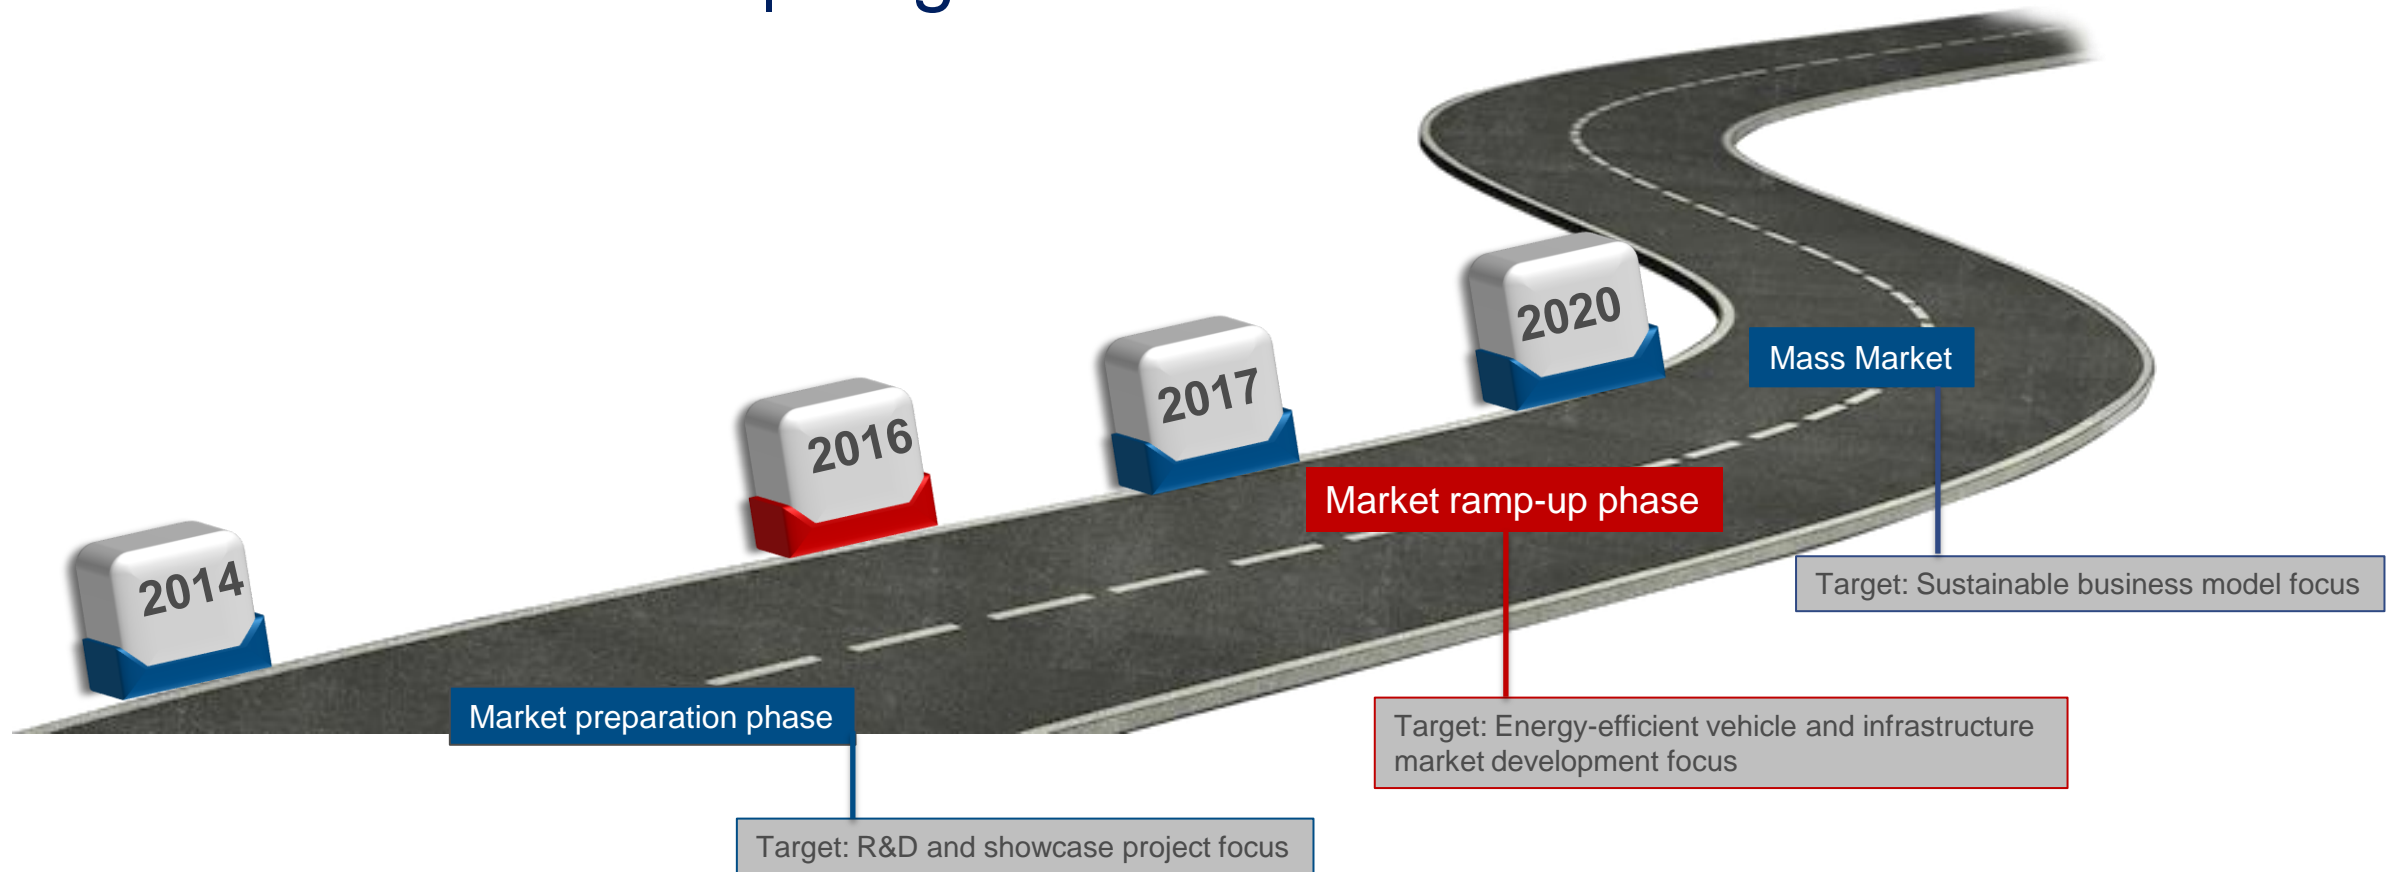 2014
2016
2017
2020
Market preparation phase
Target: R&D and showcase project focus
Market ramp-up phase
Target: Energy-efficient vehicle and infrastructure
market development focus
Mass Market
Target: Sustainable business model focus